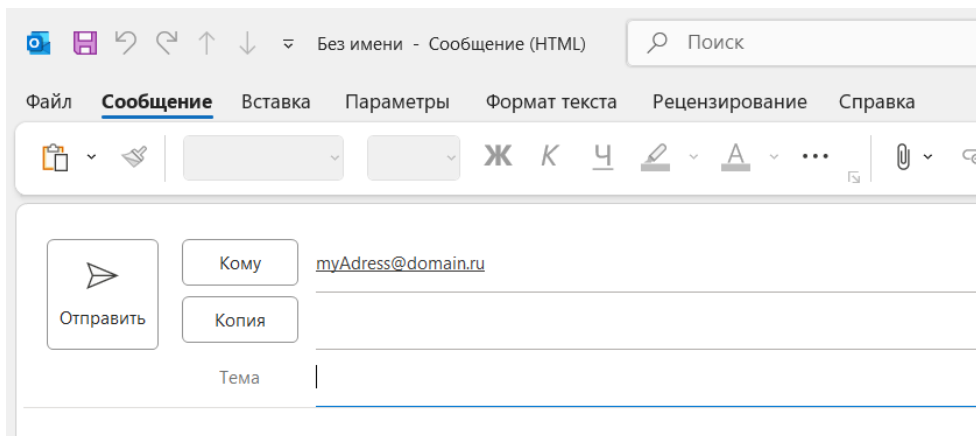 Без имени - Сообщение (HTML) Поиск
Файл Сообщение Вставка Параметры Формат текста Рецензирование Справка
Ж К Ч А
Кому myAdress@domain.ru
Отправить
Копия
Тема